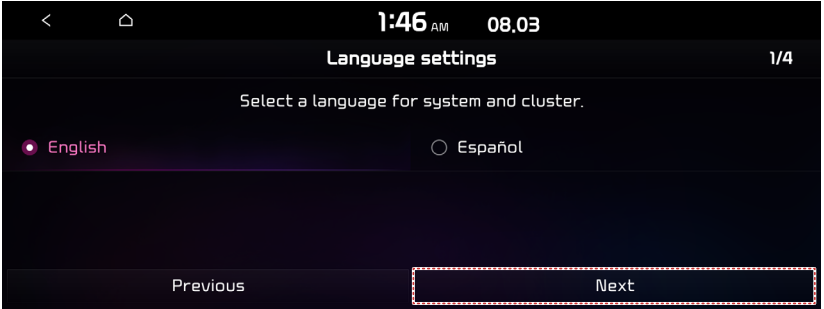 1:46 AM 08.03
Language settings 1/4
Select a language for system and cluster.
English Español
Previous Next